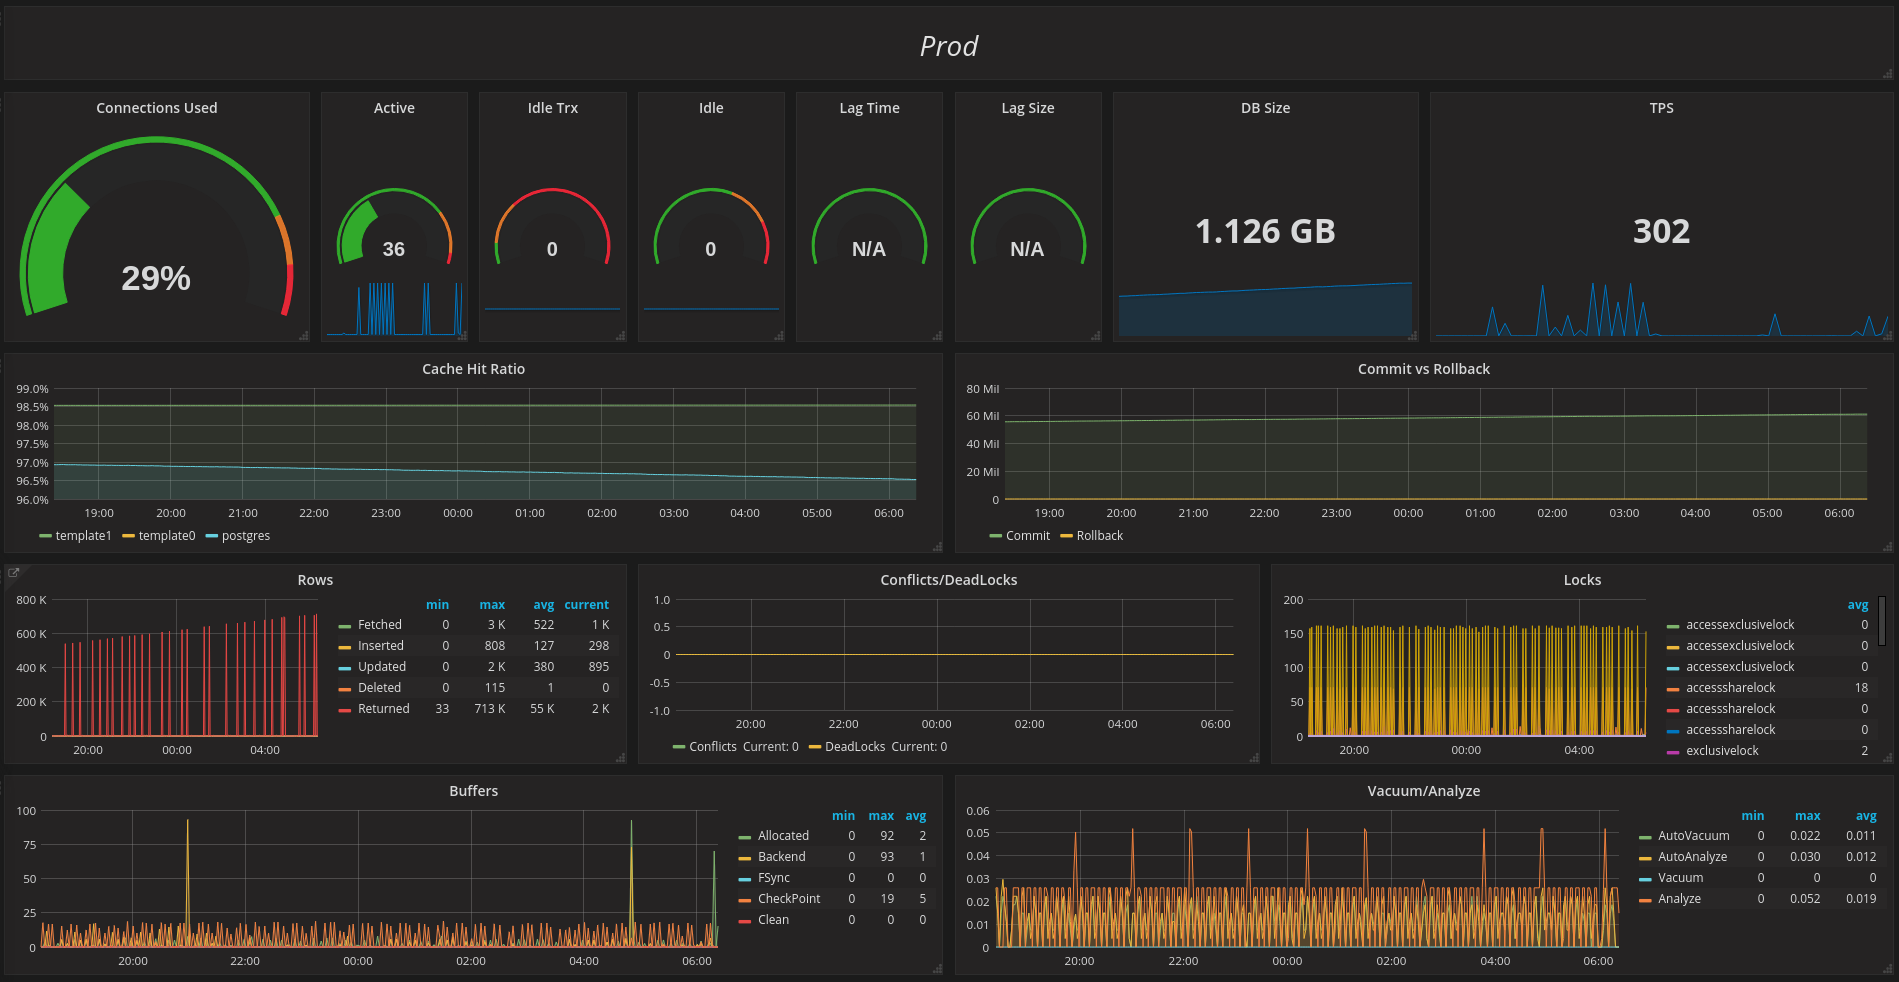 Prod
Connections Used
29%
Active
36
Idle Trx
0
Idle
0
Lag Time
N/A
Lag Size
N/A
DB Size
1.126 GB
TPS
302
Cache Hit Ratio
99.0%
98.5%
98.0%
97.5%
97.0%
96.5%
96.0%
19:00 20:00 21:00 22:00 23:00 00:00 01:00 02:00 03:00 04:00 05:00 06:00
template1 template0 postgres
Commit vs Rollback
80 Mil
60 Mil
40 Mil
20 Mil
0
19:00 20:00 21:00 22:00 23:00 00:00 01:00 02:00 03:00 04:00 05:00 06:00
Commit Rollback
Rows
800 K
600 K
400 K
200 K
0
20:00 00:00 04:00
min max avg current
Fetched 0 3 K 522 1 K
Inserted 0 808 127 298
Updated 0 2 K 380 895
Deleted 0 115 1 0
Returned 33 713 K 55 K 2 K
Conflicts/DeadLocks
1.0
0.5
0
-0.5
-1.0
20:00 22:00 00:00 02:00 04:00 06:00
Conflicts Current: 0 DeadLocks Current: 0
Locks
200
150
100
50
0
20:00 00:00 04:00
avg
accessexclusivelock 0
accessexclusivelock 0
accessexclusivelock 0
accesssharelock 18
accesssharelock 0
accesssharelock 0
exclusivelock 2
Buffers
100
75
50
25
0
20:00 22:00 00:00 02:00 04:00 06:00
min max avg
Allocated 0 92 2
Backend 0 93 1
FSync 0 0 0
CheckPoint 0 19 5
Clean 0 0 0
Vacuum/Analyze
0.06
0.05
0.04
0.03
0.02
0.01
0
20:00 22:00 00:00 02:00 04:00 06:00
min max avg
AutoVacuum 0 0.022 0.011
AutoAnalyze 0 0.030 0.012
Vacuum 0 0 0
Analyze 0 0.052 0.019